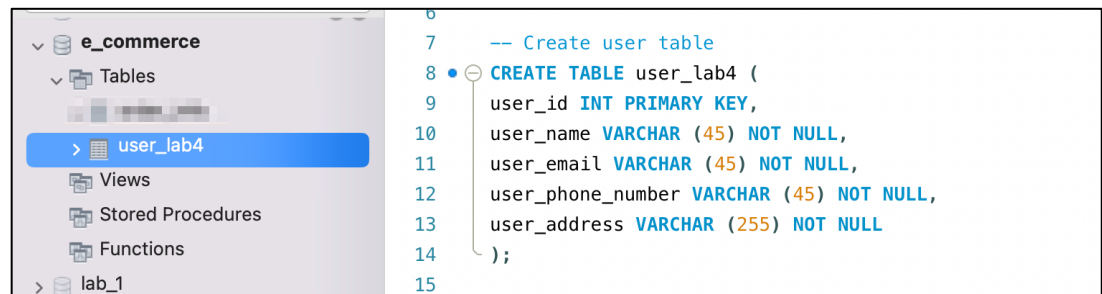 e_commerce
Tables
user_lab4
Views
Stored Procedures
Functions
lab_1
6
7 -- Create user table
8 CREATE TABLE user_lab4 (
9 user_id INT PRIMARY KEY,
10 user_name VARCHAR (45) NOT NULL,
11 user_email VARCHAR (45) NOT NULL,
12 user_phone_number VARCHAR (45) NOT NULL,
13 user_address VARCHAR (255) NOT NULL
14 );
15